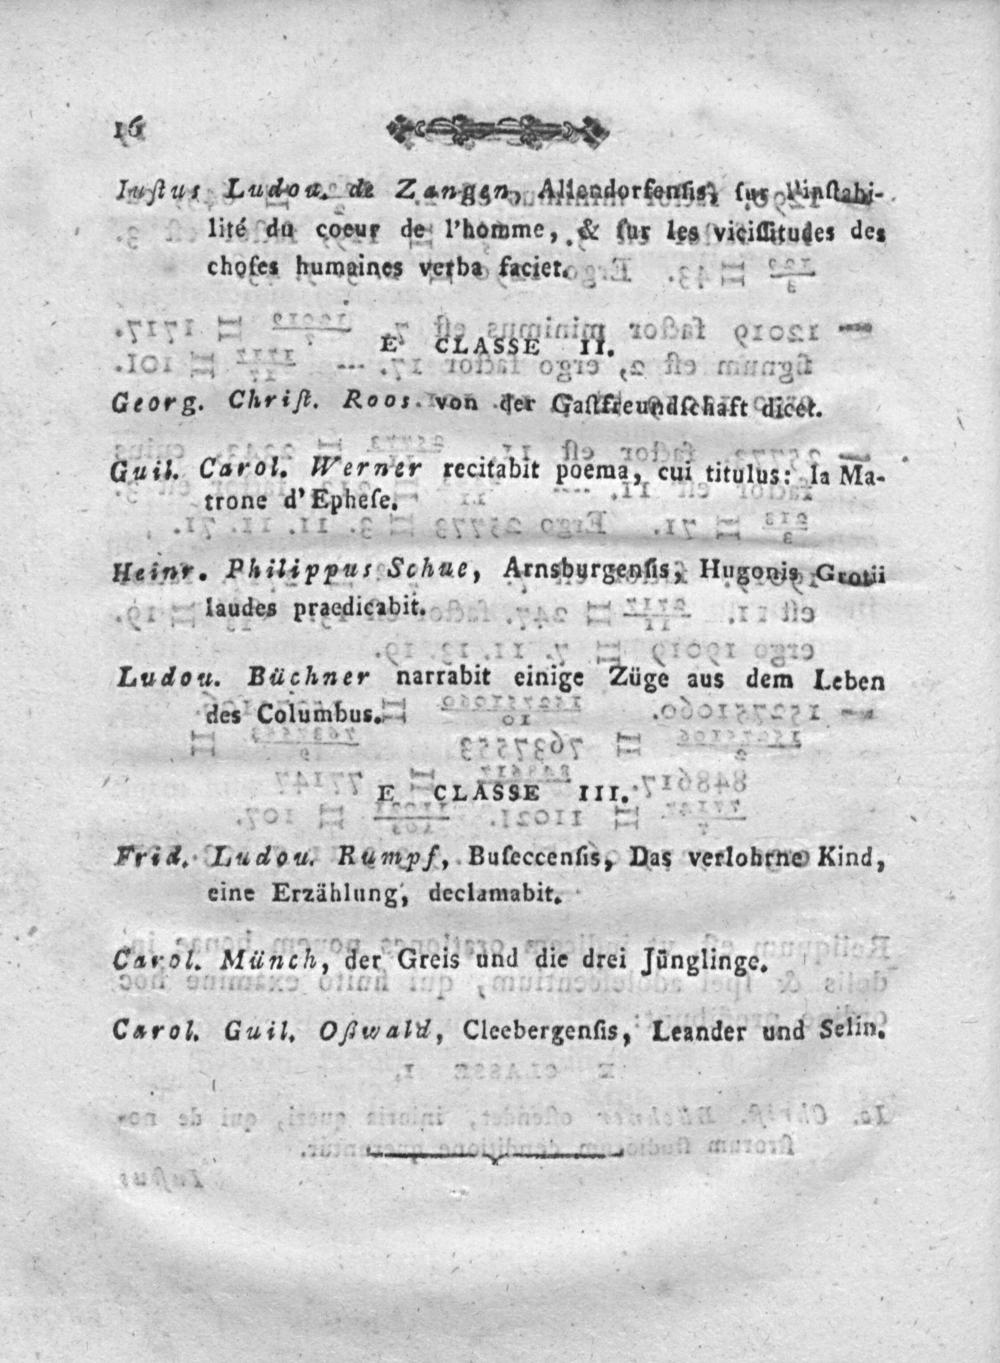 16
Iuſtus Ludou. de Zangen, Allendorfenſis, ſur l'inſtabi-
lité du coeur de l'homme, & ſur les viciſſitudes des
choſes humaines verba faciet.
E CLASSE II.
Georg. Chriſt. Roos von der Gaſtfreundſchaft dicet.
Guil. Carol. Werner recitabit poema, cui titulus: la Ma-
trone d'Epheſe.
Heinr. Philippus Schue, Arnsburgenſis, Hugonis Grotii
laudes praedicabit.
Ludou. Büchner narrabit einige Züge aus dem Leben
des Columbus.
E CLASSE III.
Frid. Ludou. Rumpf, Buſeccenſis, Das verlohrne Kind,
eine Erzählung, declamabit.
Carol. Münch, der Greis und die drei Jünglinge.
Carol. Guil. Oßwald, Cleebergenſis, Leander und Selin.